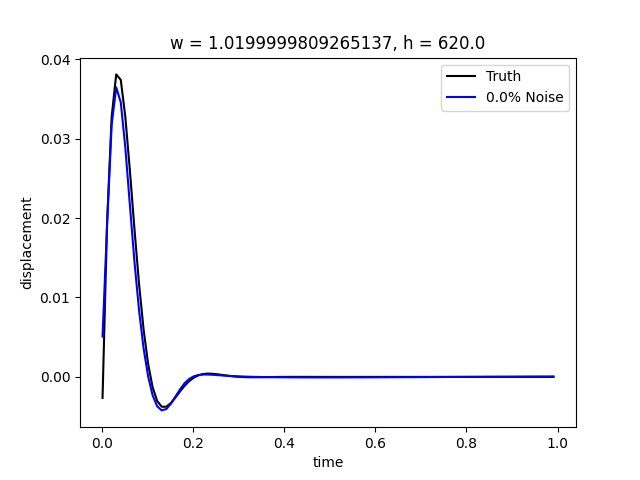 w = 1.0199999809265137, h = 620.0
Truth
0.0% Noise
displacement
0.04
0.03
0.02
0.01
0.00
0.0 0.2 0.4 0.6 0.8 1.0
time